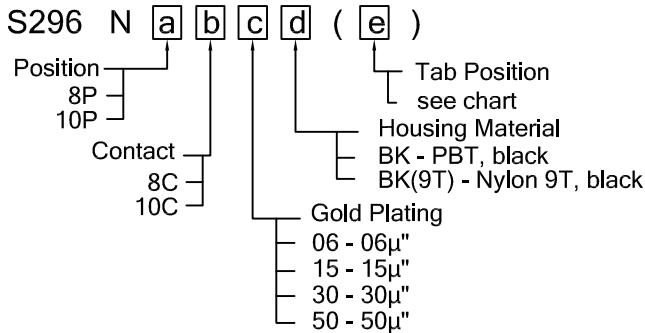 S296 N a b c d ( e )
Position
8P
10P
Contact
8C
10C
Gold Plating
06 - 06µ"
15 - 15µ"
30 - 30µ"
50 - 50µ"
Housing Material
BK - PBT, black
BK(9T) - Nylon 9T, black
Tab Position
see chart